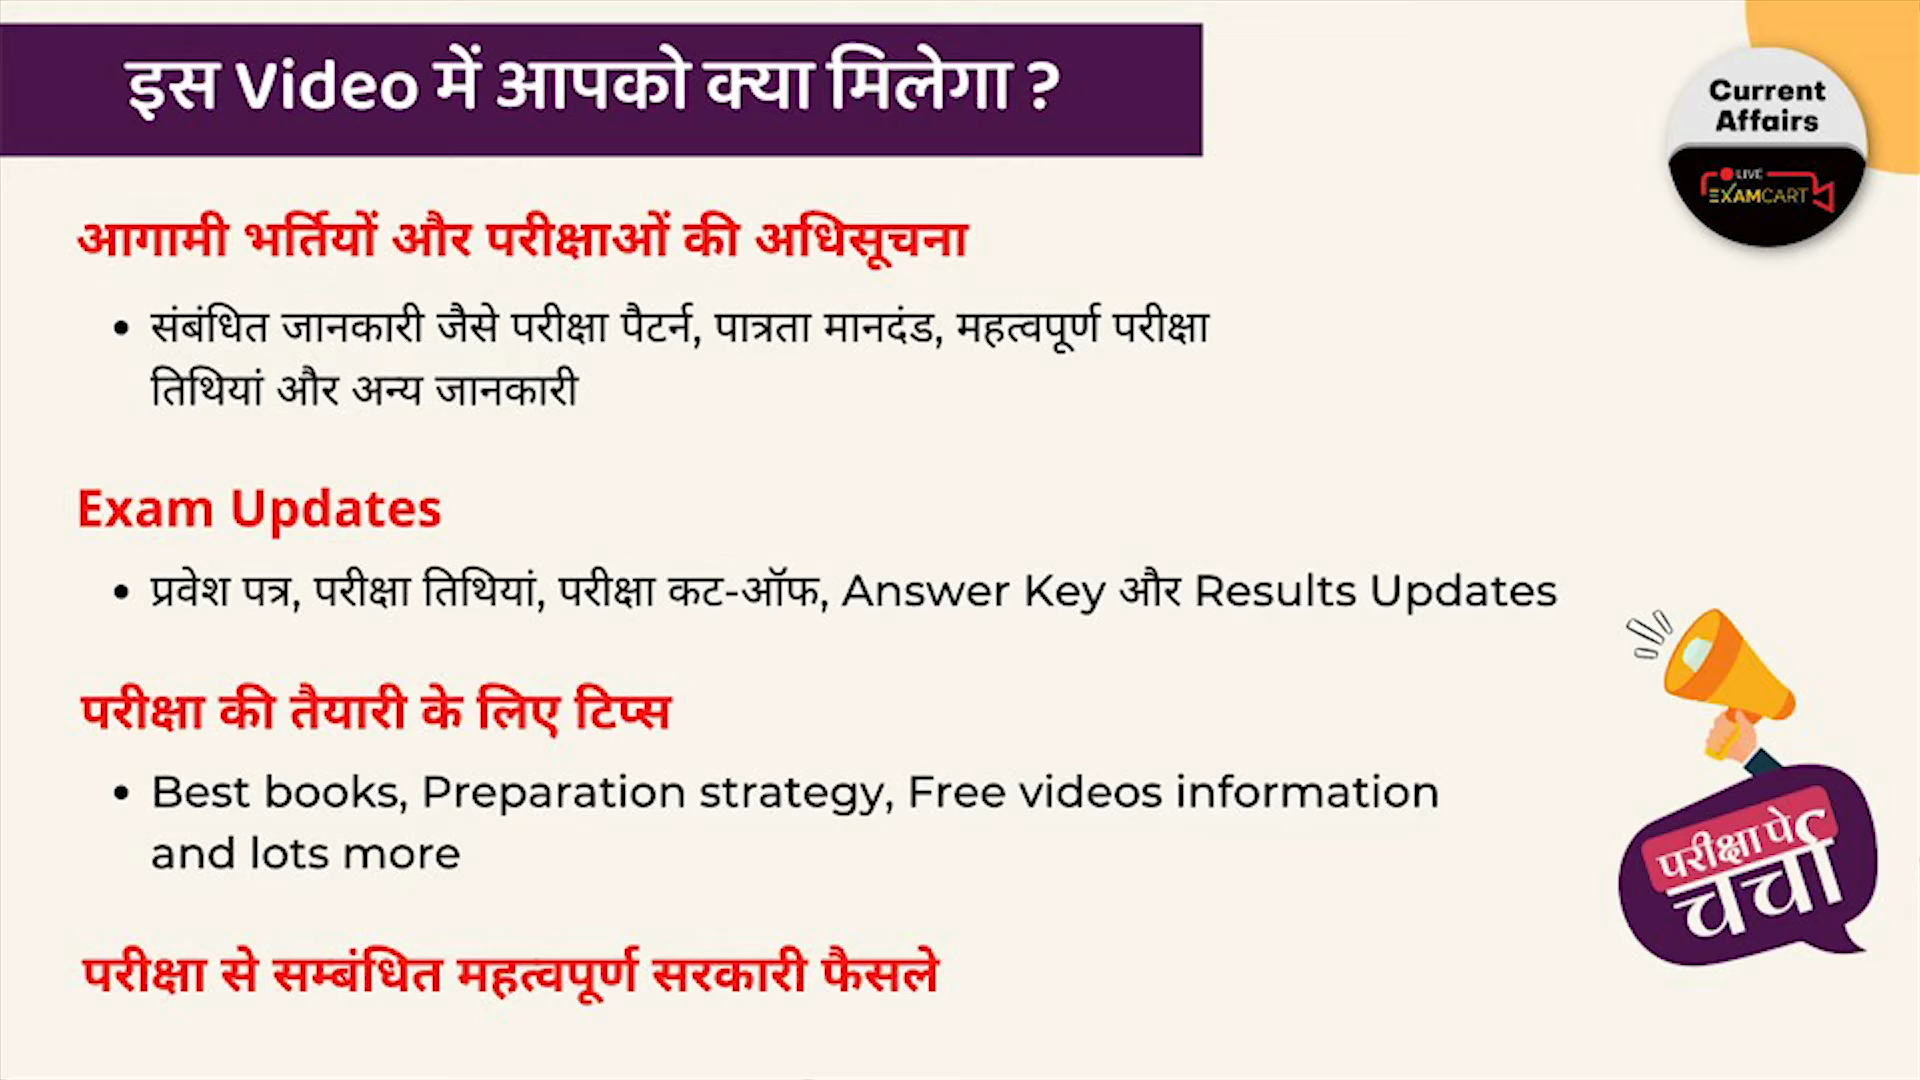 इस Video में आपको क्या मिलेगा ?
Current
Affairs
LIVE
EXAMCART
आगामी भर्तियों और परीक्षाओं की अधिसूचना
• संबंधित जानकारी जैसे परीक्षा पैटर्न, पात्रता मानदंड, महत्वपूर्ण परीक्षा
तिथियां और अन्य जानकारी
Exam Updates
• प्रवेश पत्र, परीक्षा तिथियां, परीक्षा कट-ऑफ, Answer Key और Results Updates
परीक्षा की तैयारी के लिए टिप्स
• Best books, Preparation strategy, Free videos information
and lots more
परीक्षा पे
चर्चा
परीक्षा से सम्बंधित महत्वपूर्ण सरकारी फैसले